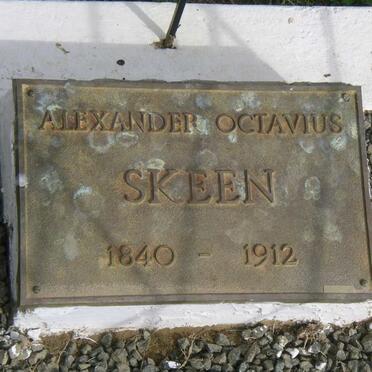 ALEXANDER OCTAVIUS
SKEEN
1840 - 1912